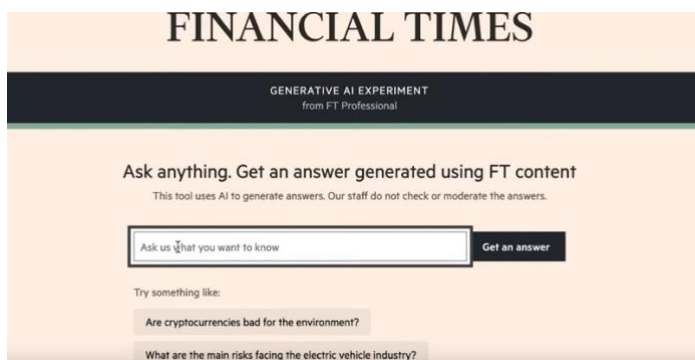 FINANCIAL TIMES
GENERATIVE AI EXPERIMENT
from FT Professional
Ask anything. Get an answer generated using FT content
This tool uses AI to generate answers. Our staff do not check or moderate the answers.
Ask us what you want to know
Get an answer
Try something like:
Are cryptocurrencies bad for the environment?
What are the main risks facing the electric vehicle industry?